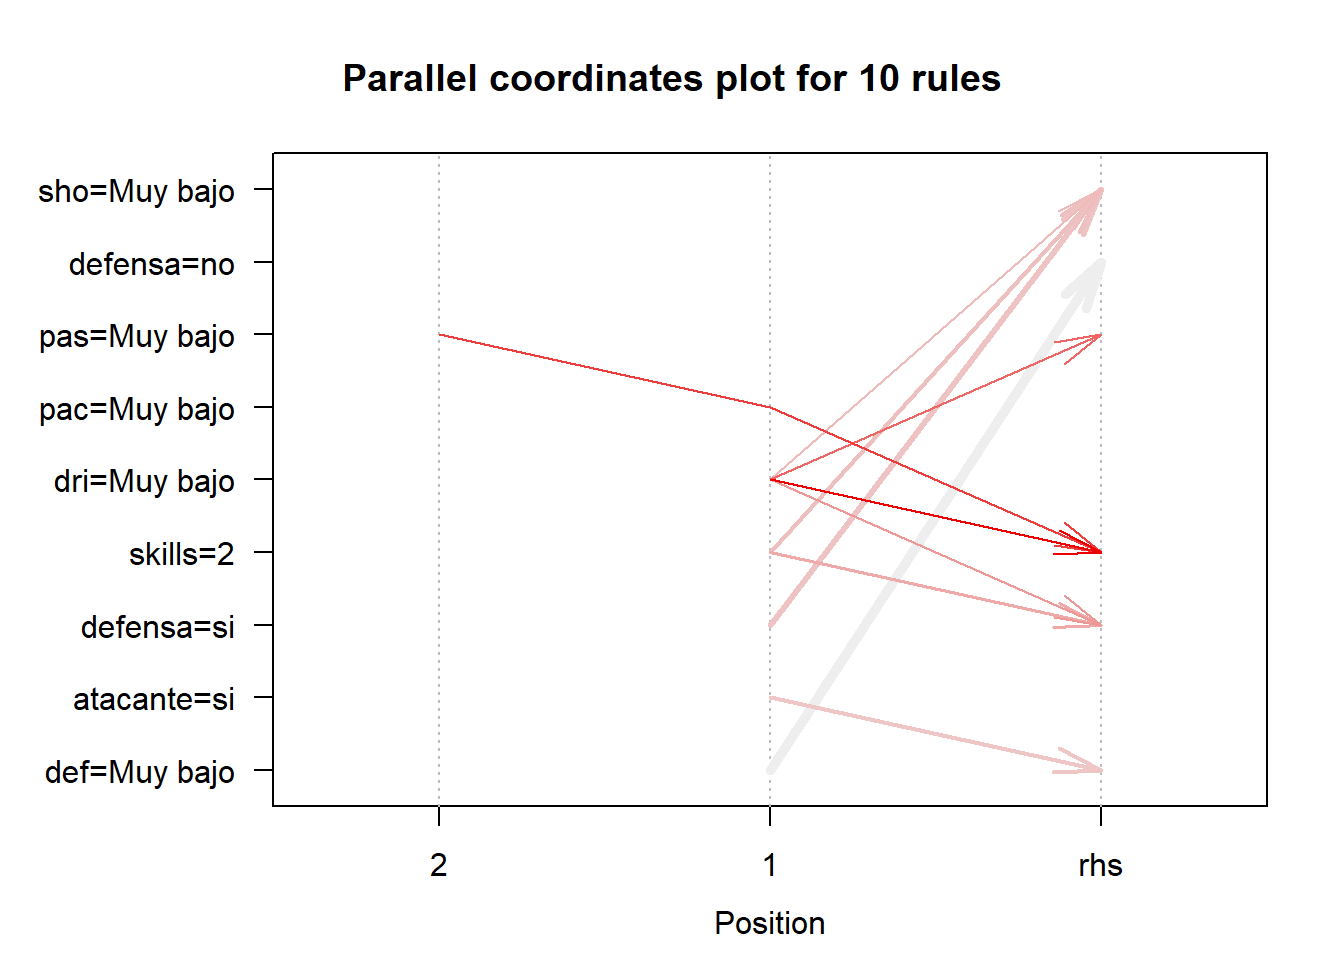 Parallel coordinates plot for 10 rules
sho=Muy bajo
defensa=no
pas=Muy bajo
pac=Muy bajo
dri=Muy bajo
skills=2
defensa=si
atacante=si
def=Muy bajo
2 1 rhs
Position